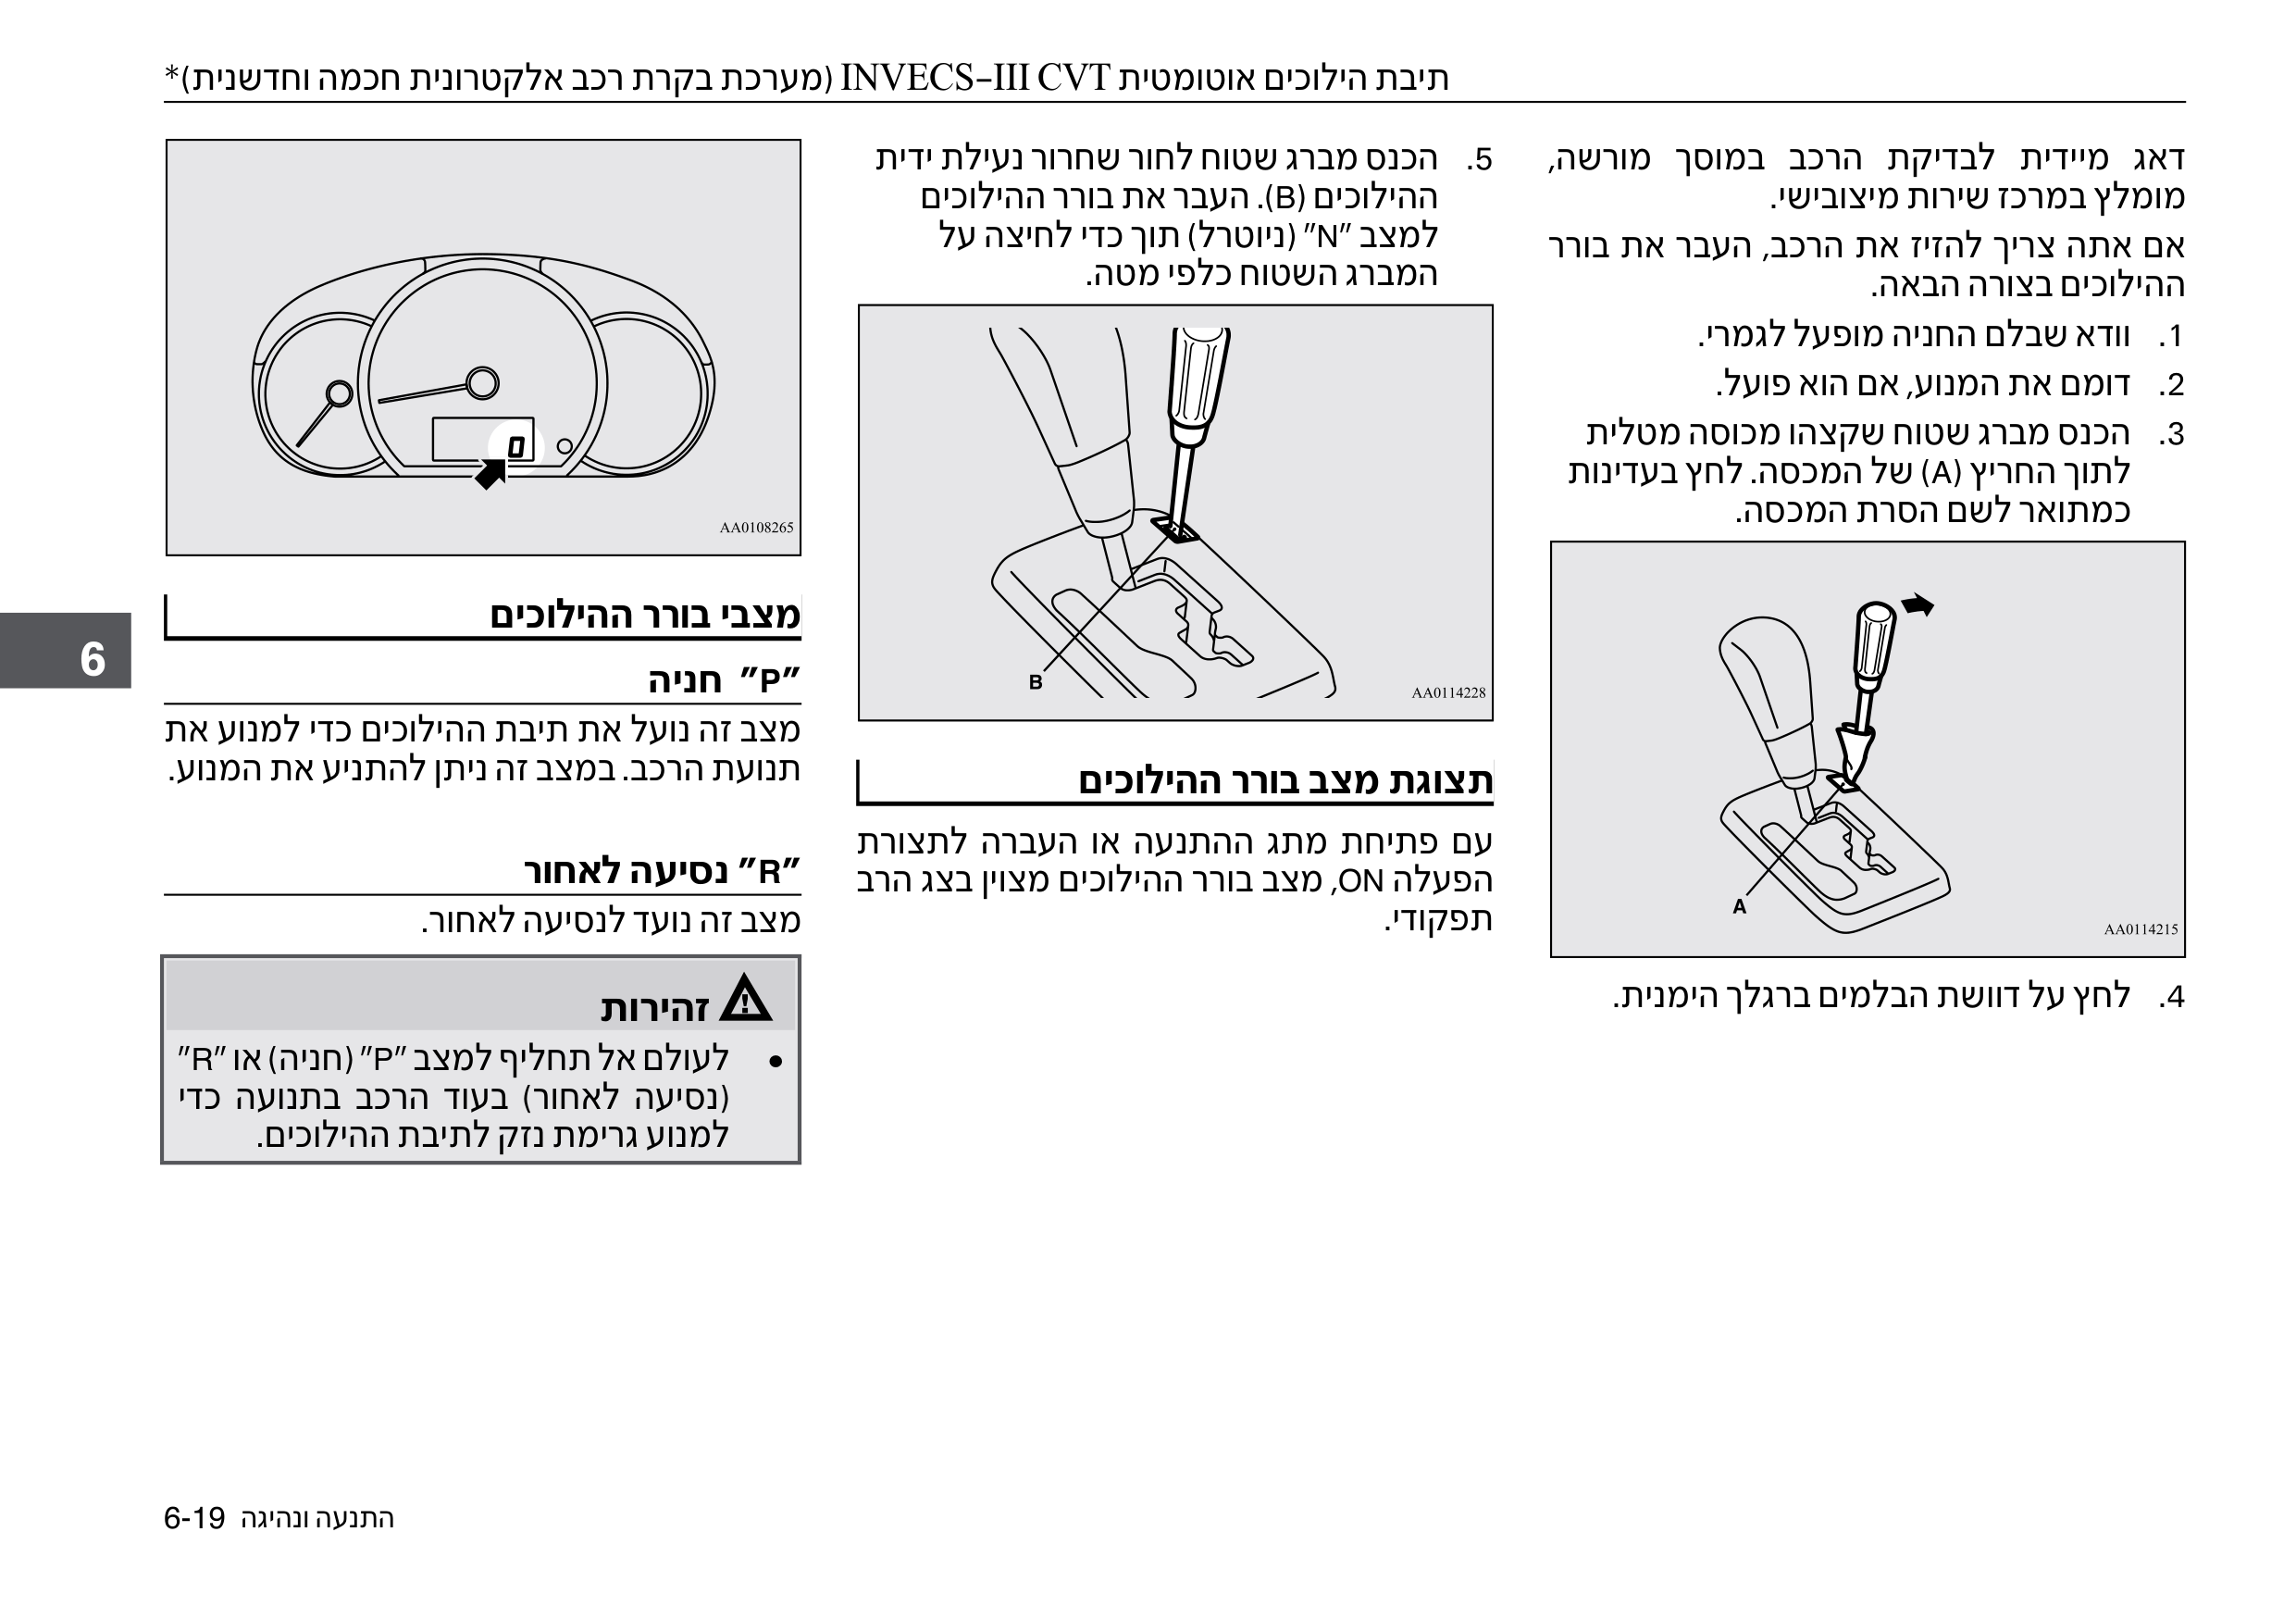 תיבת הילוכים אוטומטית INVECS-III CVT (מערכת בקרת רכב אלקטרונית חכמה וחדשנית)*
דאג מיידית לבדיקת הרכב במוסך מורשה,
מומלץ במרכז שירות מיצובישי.
אם אתה צריך להזיז את הרכב, העבר את בורר
ההילוכים בצורה הבאה.
1. וודא שבלם החניה מופעל לגמרי.
2. דומם את המנוע, אם הוא פועל.
3. הכנס מברג שטוח שקצהו מכוסה מטלית
לתוך החריץ (A) של המכסה. לחץ בעדינות
כמתואר לשם הסרת המכסה.
A
AA0114215
4. לחץ על דוושת הבלמים ברגלך הימנית.
5. הכנס מברג שטוח לחור שחרור נעילת ידית
ההילוכים (B). העבר את בורר ההילוכים
למצב "N" (ניוטרל) תוך כדי לחיצה על
המברג השטוח כלפי מטה.
B
AA0114228
תצוגת מצב בורר ההילוכים
עם פתיחת מתג ההתנעה או העברה לתצורת
הפעלה ON, מצב בורר ההילוכים מצוין בצג הרב
תפקודי.
0
AA0108265
מצבי בורר ההילוכים
"P" חניה
מצב זה נועל את תיבת ההילוכים כדי למנוע את
תנועת הרכב. במצב זה ניתן להתניע את המנוע.
"R" נסיעה לאחור
מצב זה נועד לנסיעה לאחור.
זהירות
• לעולם אל תחליף למצב "P" (חניה) או "R"
(נסיעה לאחור) בעוד הרכב בתנועה כדי
למנוע גרימת נזק לתיבת ההילוכים.
6
התנעה ונהיגה 6-19